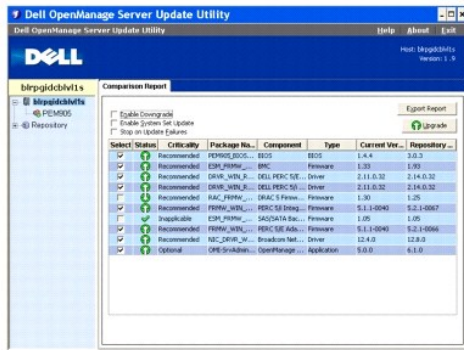 Dell OpenManage Server Update Utility
Dell OpenManage Server Update Utility Help About Exit
DELL
Host: blrpgidcblvl1s
Version: 1 .9
blrpgidcblvl1s
Comparison Report
blrpgidcblvl1s
PEM905
Repository
Enable Downgrade
Enable System Set Update
Stop on Update Failures
Export Report
Upgrade
Select Status Criticality Package Na... Component Type Current Ver... Repository ...
Recommended PEM905_BIOS... BIOS BIOS 1.4.4 3.0.3
Recommended ESM_FRMW_... BMC Firmware 1.33 1.93
Recommended DRVR_WIN_R... DELL PERC 5/E... Driver 2.11.0.32 2.14.0.32
Recommended DRVR_WIN_R... DELL PERC 5/i ... Driver 2.11.0.32 2.14.0.32
Recommended RAC_FRMW_... DRAC 5 Firmw... Firmware 1.30 1.25
Recommended FRMW_WIN_... PERC 5/i Integ... Firmware 5.1.1-0040 5.2.1-0067
Inapplicable ESM_FRMW_... SAS/SATA Bac... Firmware 1.05 1.05
Recommended FRMW_WIN_... PERC 5/E Ada... Firmware 5.1.1-0040 5.2.1-0066
Recommended NIC_DRVR_W... Broadcom Net... Driver 12.4.0 12.8.0
Optional OME-SrvAdmin... OpenManage ... Application 5.0.0 6.1.0